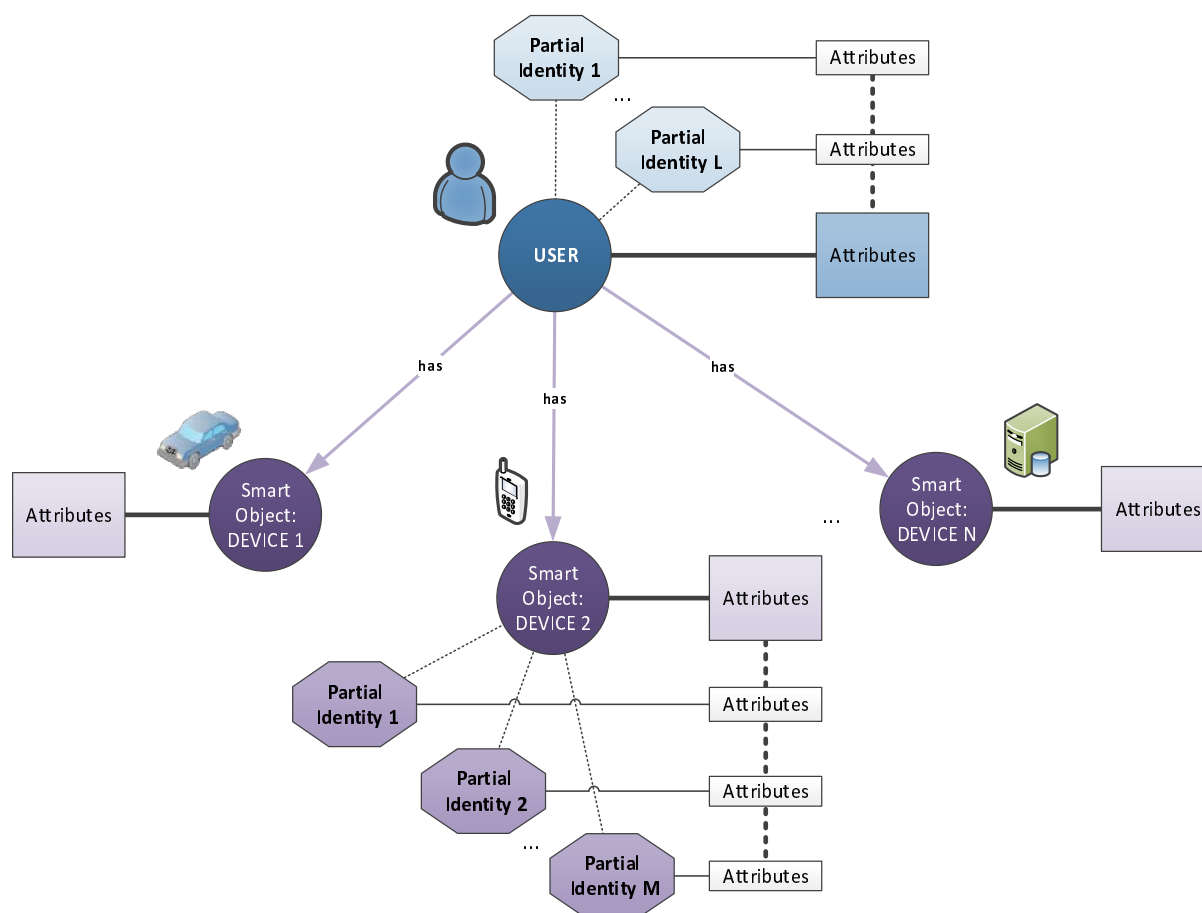 Partial
Identity 1
Attributes
...
Partial
Identity L
Attributes
USER
Attributes
has
has
has
Smart
Object:
DEVICE 1
Attributes
Smart
Object:
DEVICE N
Attributes
...
Smart
Object:
DEVICE 2
Attributes
Partial
Identity 1
Attributes
Partial
Identity 2
Attributes
...
Partial
Identity M
Attributes